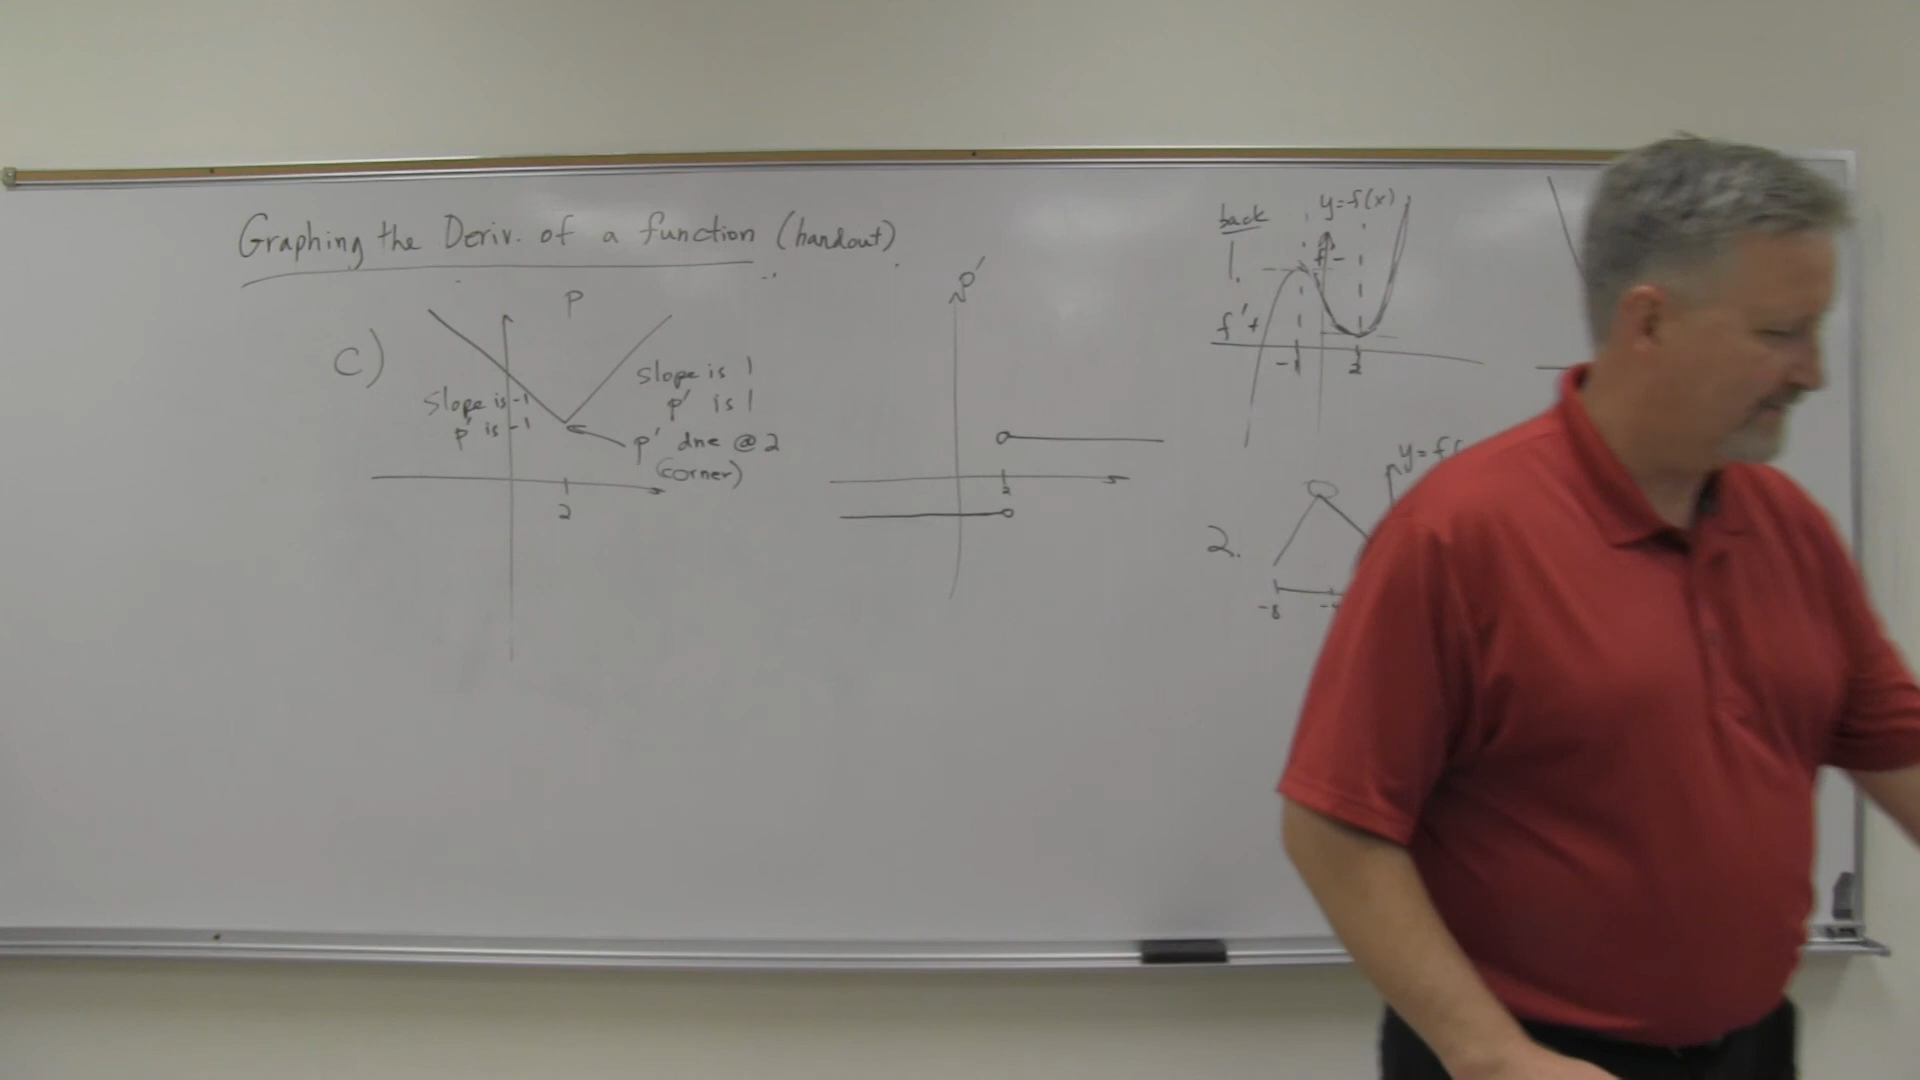 Graphing the Deriv. of a function (handout)
c)
p
Slope is 1
p' is 1
Slope is -1
p' is -1
p' dne @ 2
(corner)
2
p'
2
back
1.
y=f(x)
f'-
f'+
-1
2
2.
-8